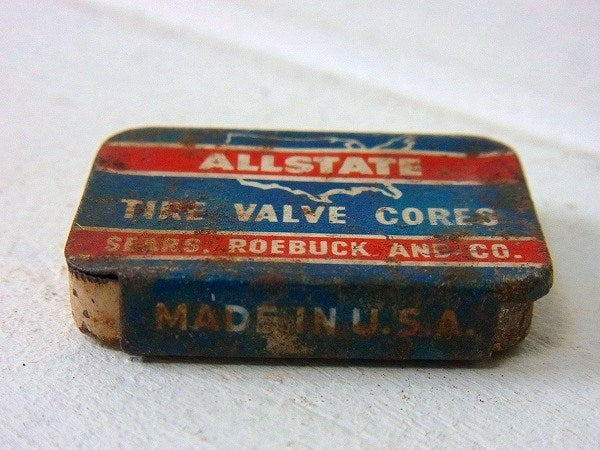 ALLSTATE
TIRE VALVE CORES
SEARS, ROEBUCK AND CO.
MADE IN U.S.A.